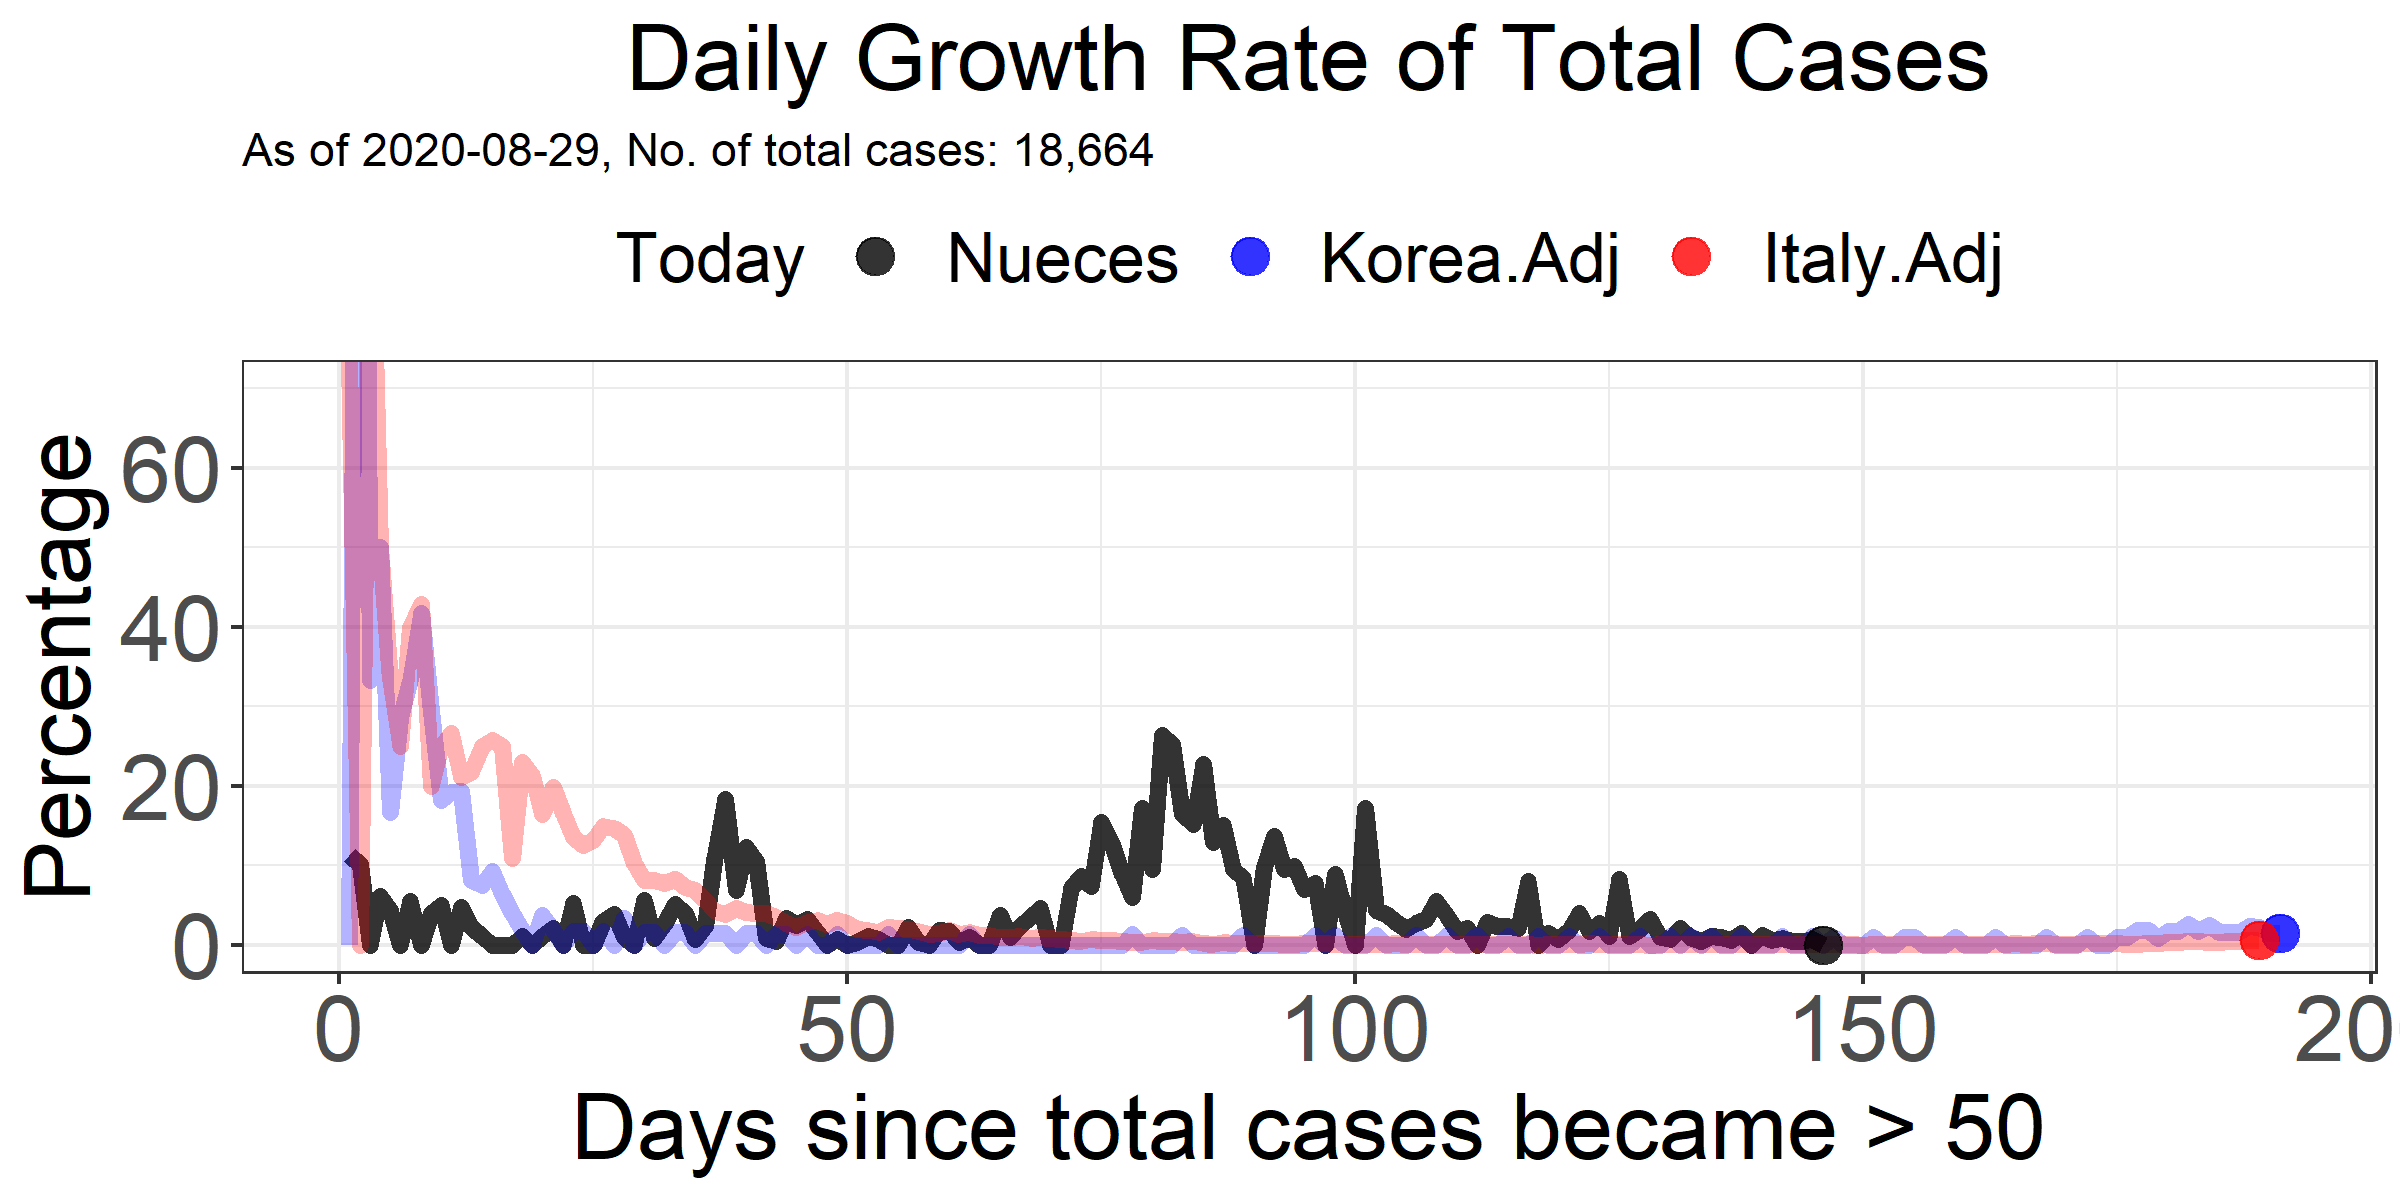 Daily Growth Rate of Total Cases
As of 2020-08-29, No. of total cases: 18,664
Today Nueces Korea.Adj Italy.Adj
Percentage
60
40
20
0
0 50 100 150 20
Days since total cases became > 50